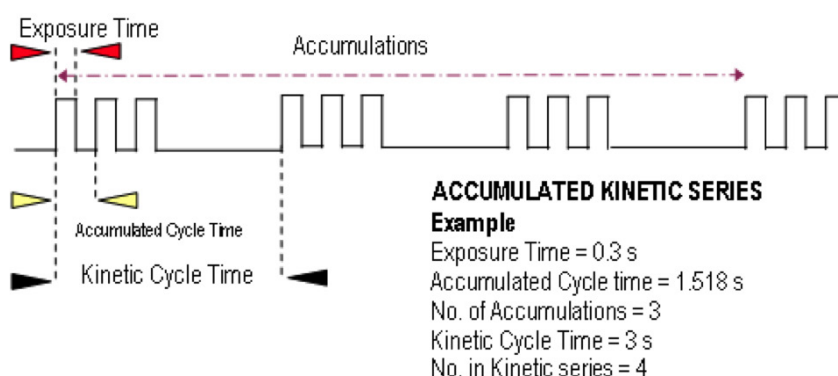 Exposure Time
Accumulations
Accumulated Cycle Time
Kinetic Cycle Time
ACCUMULATED KINETIC SERIES
Example
Exposure Time = 0.3 s
Accumulated Cycle time = 1.518 s
No. of Accumulations = 3
Kinetic Cycle Time = 3 s
No. in Kinetic series = 4